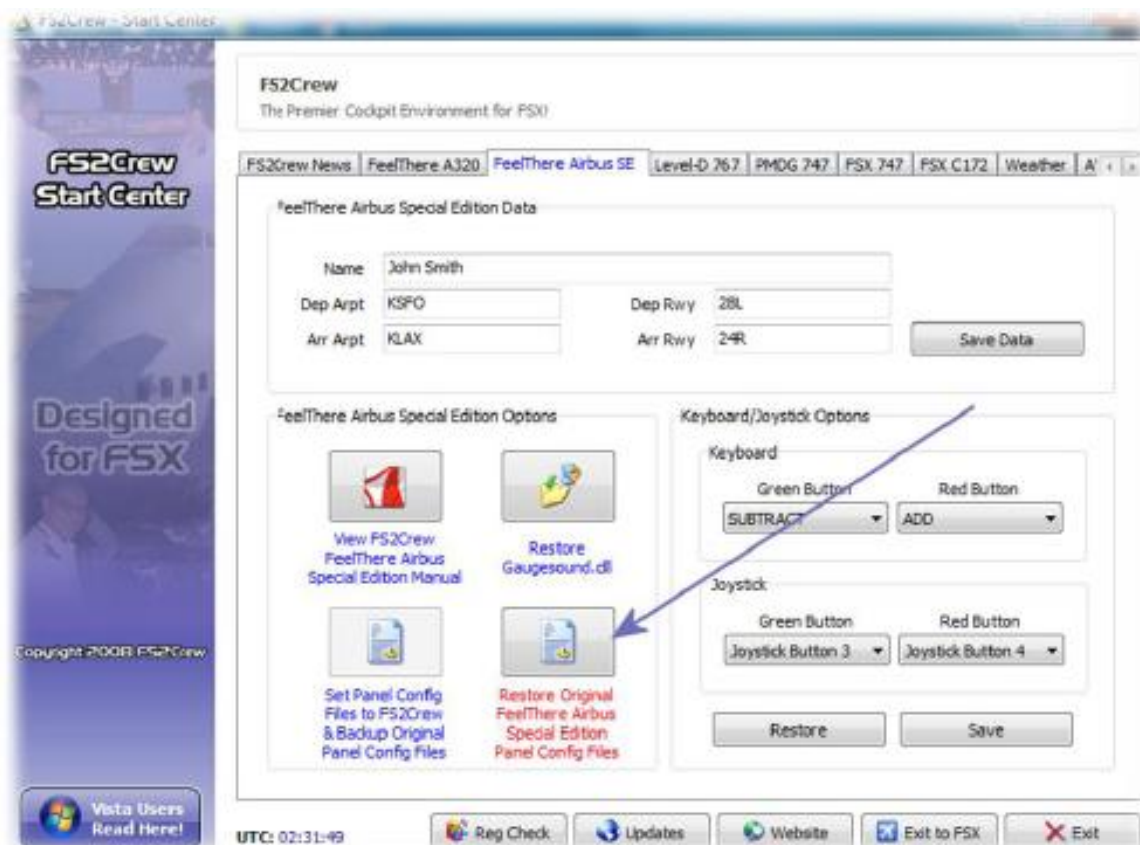 FS2Crew - Start Center
FS2Crew
The Premier Cockpit Environment for FSX!
FS2Crew
Start Center
FS2Crew News
FeelThere A320
FeelThere Airbus SE
Level-D 767
PMDG 747
FSX 747
FSX C172
Weather
FeelThere Airbus Special Edition Data
Name
John Smith
Dep Arpt
KSFO
Dep Rwy
28L
Arr Arpt
KLAX
Arr Rwy
24R
Save Data
Designed
for FSX
FeelThere Airbus Special Edition Options
View FS2Crew
FeelThere Airbus
Special Edition Manual
Restore
Gaugesound.dll
Set Panel Config
Files to FS2Crew
& Backup Original
Panel Config Files
Restore Original
FeelThere Airbus
Special Edition
Panel Config Files
Keyboard/Joystick Options
Keyboard
Green Button
Red Button
SUBTRACT
ADD
Joystick
Green Button
Red Button
Joystick Button 3
Joystick Button 4
Restore
Save
Copyright 2008 FS2Crew
Vista Users
Read Here!
UTC: 02:31:49
Reg Check
Updates
Website
Exit to FSX
Exit